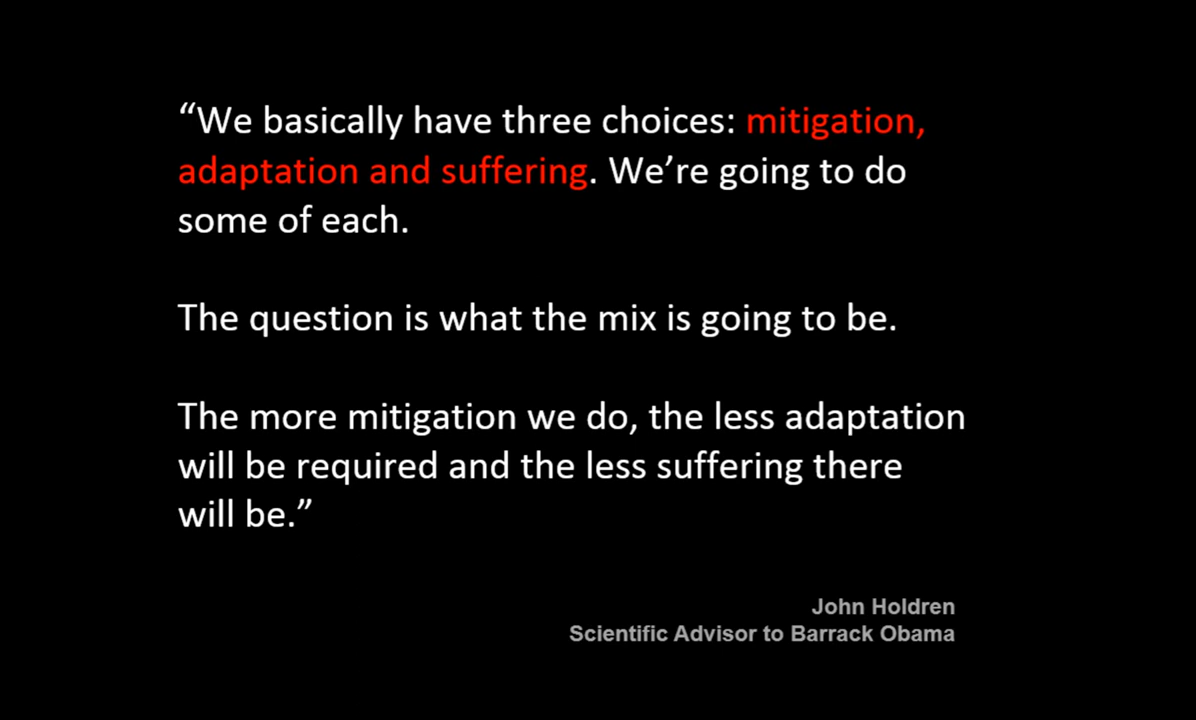 “We basically have three choices: mitigation,
adaptation and suffering. We’re going to do
some of each.
The question is what the mix is going to be.
The more mitigation we do, the less adaptation
will be required and the less suffering there
will be.”
John Holdren
Scientific Advisor to Barrack Obama